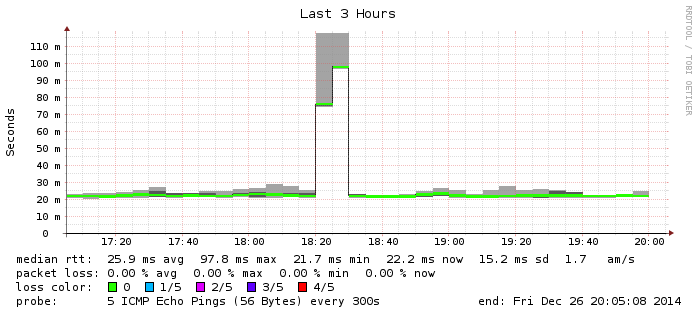 Last 3 Hours
RRDTOOL / TOBI OETIKER
Seconds
110 m
100 m
90 m
80 m
70 m
60 m
50 m
40 m
30 m
20 m
10 m
0
17:20 17:40 18:00 18:20 18:40 19:00 19:20 19:40 20:00
median rtt: 25.9 ms avg 97.8 ms max 21.7 ms min 22.2 ms now 15.2 ms sd 1.7 am/s
packet loss: 0.00 % avg 0.00 % max 0.00 % min 0.00 % now
loss color: 0 1/5 2/5 3/5 4/5
probe: 5 ICMP Echo Pings (56 Bytes) every 300s end: Fri Dec 26 20:05:08 2014